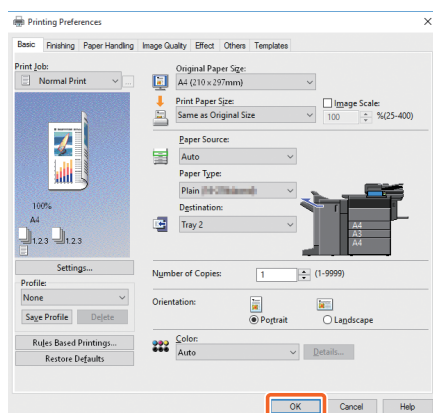 Printing Preferences
Basic Finishing Paper Handling Image Quality Effect Others Templates
Print Job:
Normal Print
...
100%
A4
1.2.3 1.2.3
Settings...
Profile:
None
Save Profile Delete
Rules Based Printings...
Restore Defaults
Original Paper Size:
A4 (210 x 297mm)
Print Paper Size:
Same as Original Size
Image Scale:
100 %(25-400)
Paper Source:
Auto
Paper Type:
Plain
Destination:
Tray 2
A4
A3
A4
Number of Copies: 1 (1-9999)
Orientation:
Portrait Landscape
Color:
Auto Details...
OK Cancel Help